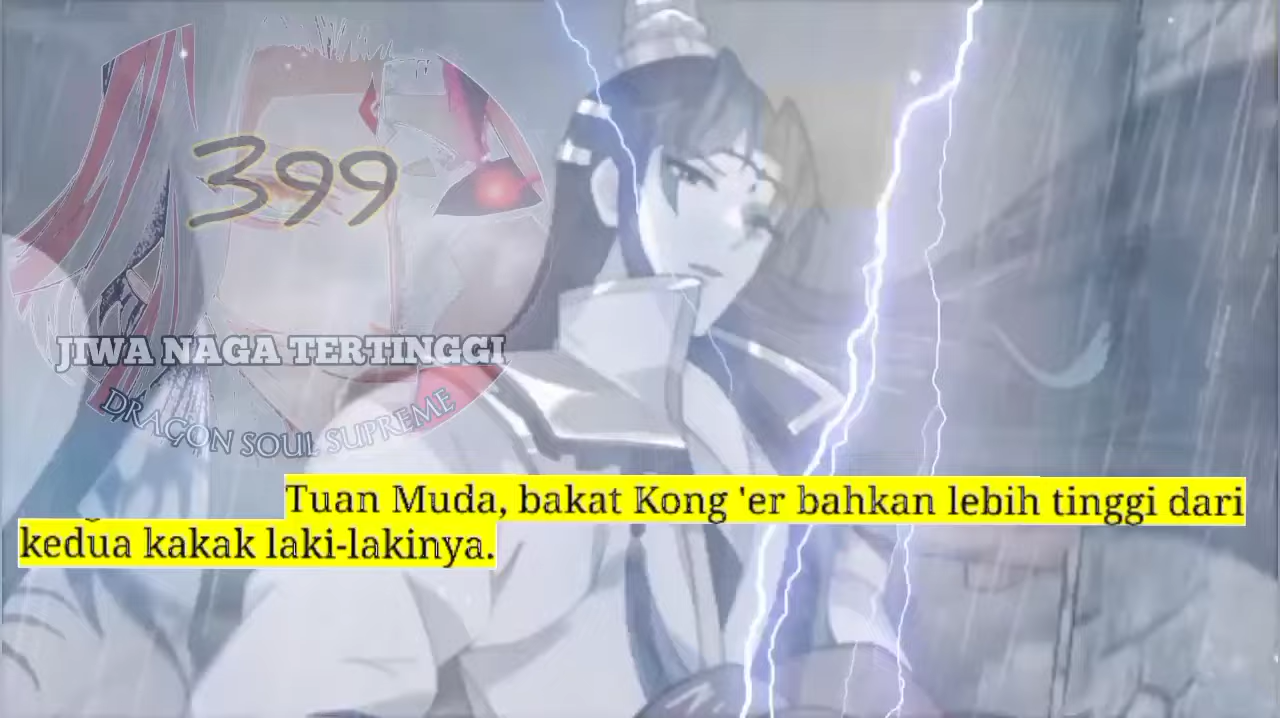 399
JIWA NAGA TERTINGGI
DRAGON SOUL SUPREME
Tuan Muda, bakat Kong 'er bahkan lebih tinggi dari
kedua kakak laki-lakinya.